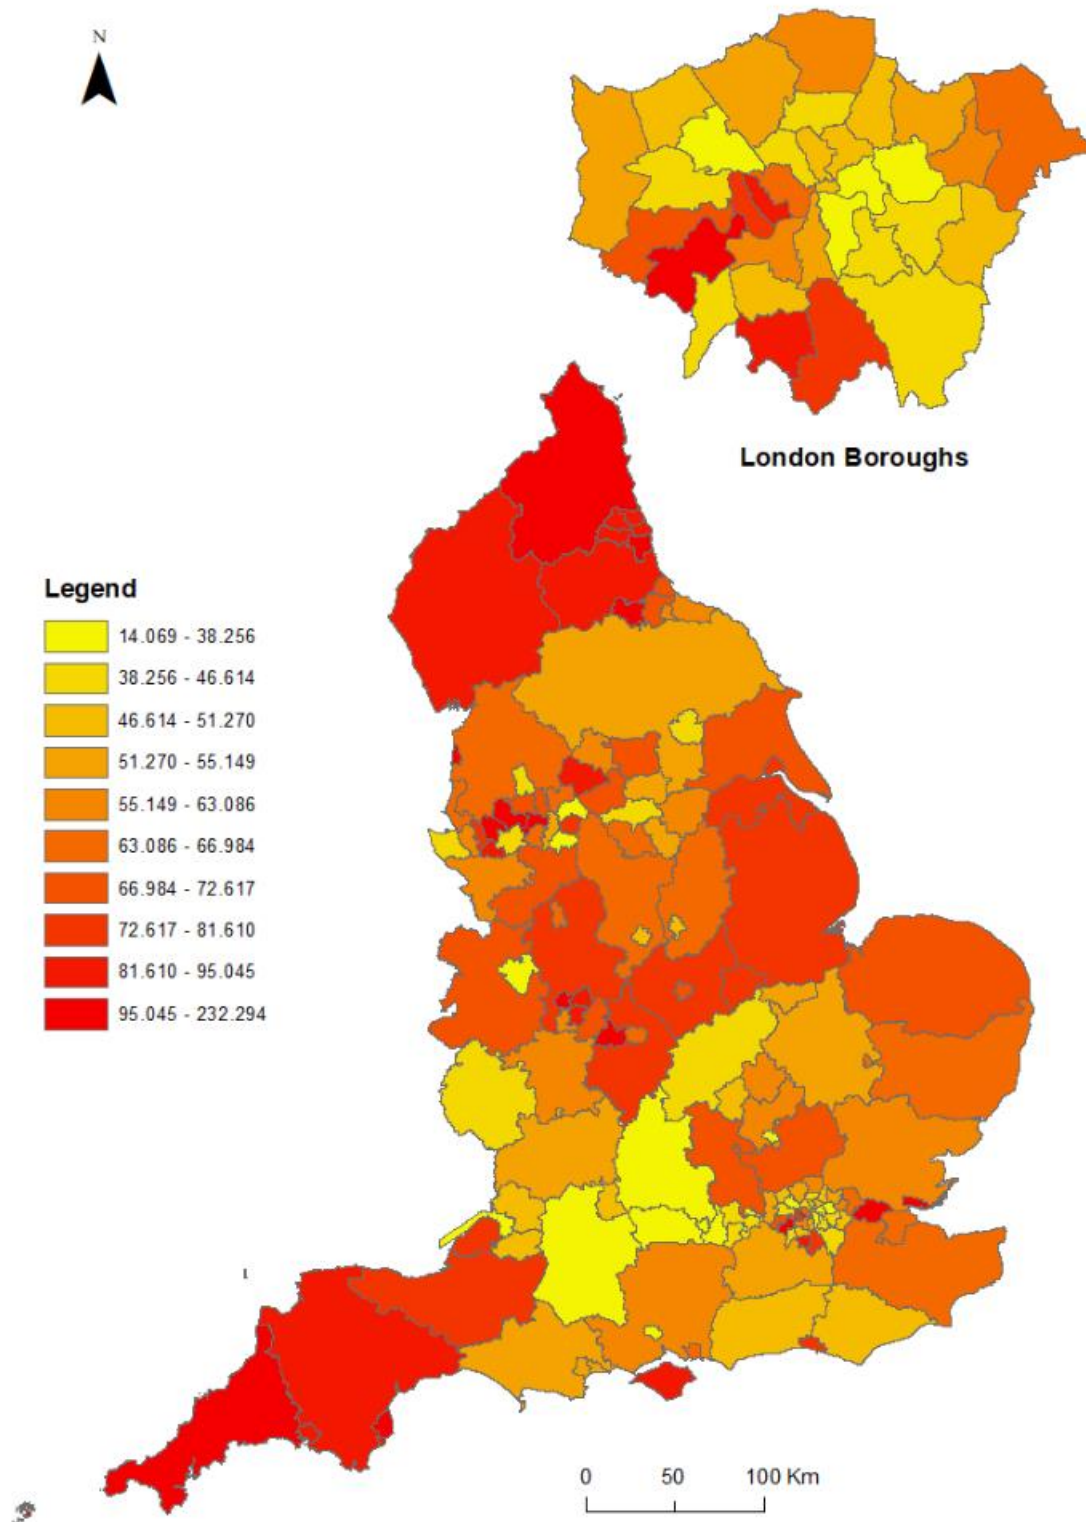 N
London Boroughs
Legend
14.069 - 38.256
38.256 - 46.614
46.614 - 51.270
51.270 - 55.149
55.149 - 63.086
63.086 - 66.984
66.984 - 72.617
72.617 - 81.610
81.610 - 95.045
95.045 - 232.294
0 50 100 Km